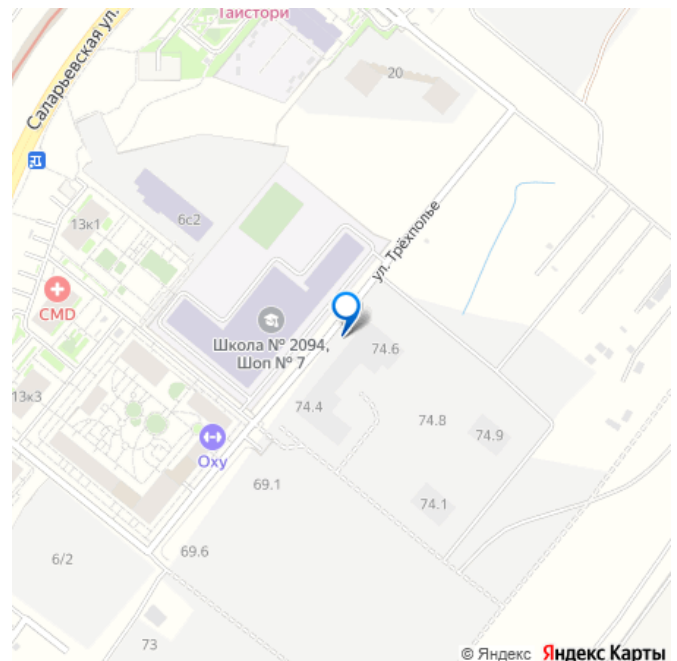 Тайстори
Саларьевская ул.
20
6с2
13к1
ул. Трёхполье
CMD
Школа № 2094,
Шоп № 7
74.6
13к3
74.4
74.8
74.9
Oxy
69.1
74.1
69.6
6/2
73
© Яндекс Яндекс Карты